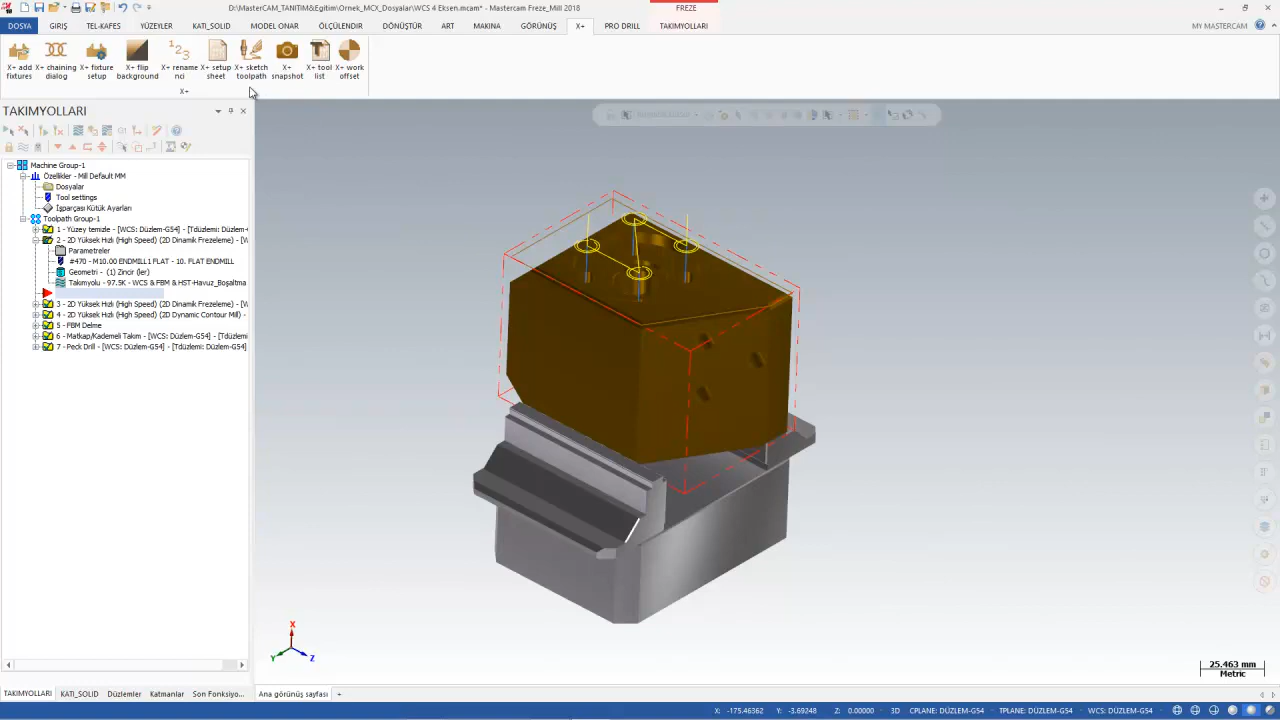 D:\MasterCAM_TANITIM&Egitim\Ornek_MCX_Dosyalar\WCS 4 Eksen.mcam* - Mastercam Freze_Mill 2018
FREZE
DOSYA GIRIŞ TEL-KAFES YÜZEYLER KATI_SOLID MODEL ONAR ÖLÇÜLENDİR DÖNÜŞTÜR ART MAKINA GÖRÜNÜŞ X+ PRO DRILL TAKIMYOLLARI MY MASTERCAM
X+ add fixtures
X+ chaining dialog
X+ fixture setup
X+ flip background
X+ rename nci
X+ setup sheet
X+ sketch toolpath
X+ snapshot
X+ tool list
X+ work offset
X+
TAKIMYOLLARI
Machine Group-1
Özellikler - Mill Default MM
Dosyalar
Tool settings
İşparçası Kütük Ayarları
Toolpath Group-1
1 - Yüzey temizle - [WCS: Düzlem-G54] - [Tdüzlemi: Düzlem-
2 - 2D Yüksek Hızlı (High Speed) (2D Dinamik Frezeleme) - [W
Parametreler
#470 - M10.00 ENDMILL1 FLAT - 10. FLAT ENDMILL
Geometri - (1) Zincir (ler)
Takımyolu - 97.5K - WCS & FBM & HST-Havuz_Boşaltma
3 - 2D Yüksek Hızlı (High Speed) (2D Dinamik Frezeleme) - [W
4 - 2D Yüksek Hızlı (High Speed) (2D Dynamic Contour Mill) -
5 - FBM Delme
6 - Matkap/Kademeli Takım - [WCS: Düzlem-G54] - [Tdüzlemi
7 - Peck Drill - [WCS: Düzlem-G54] - [Tdüzlemi: Düzlem-G54]
X
Y
Z
25.463 mm
Metric
TAKIMYOLLARI KATI_SOLID Düzlemler Katmanlar Son Fonksiyo... Ana görünüş sayfası +
X: -175.46362 Y: -3.69248 Z: 0.00000 3D CPLANE: DÜZLEM-G54 TPLANE: DÜZLEM-G54 WCS: DÜZLEM-G54